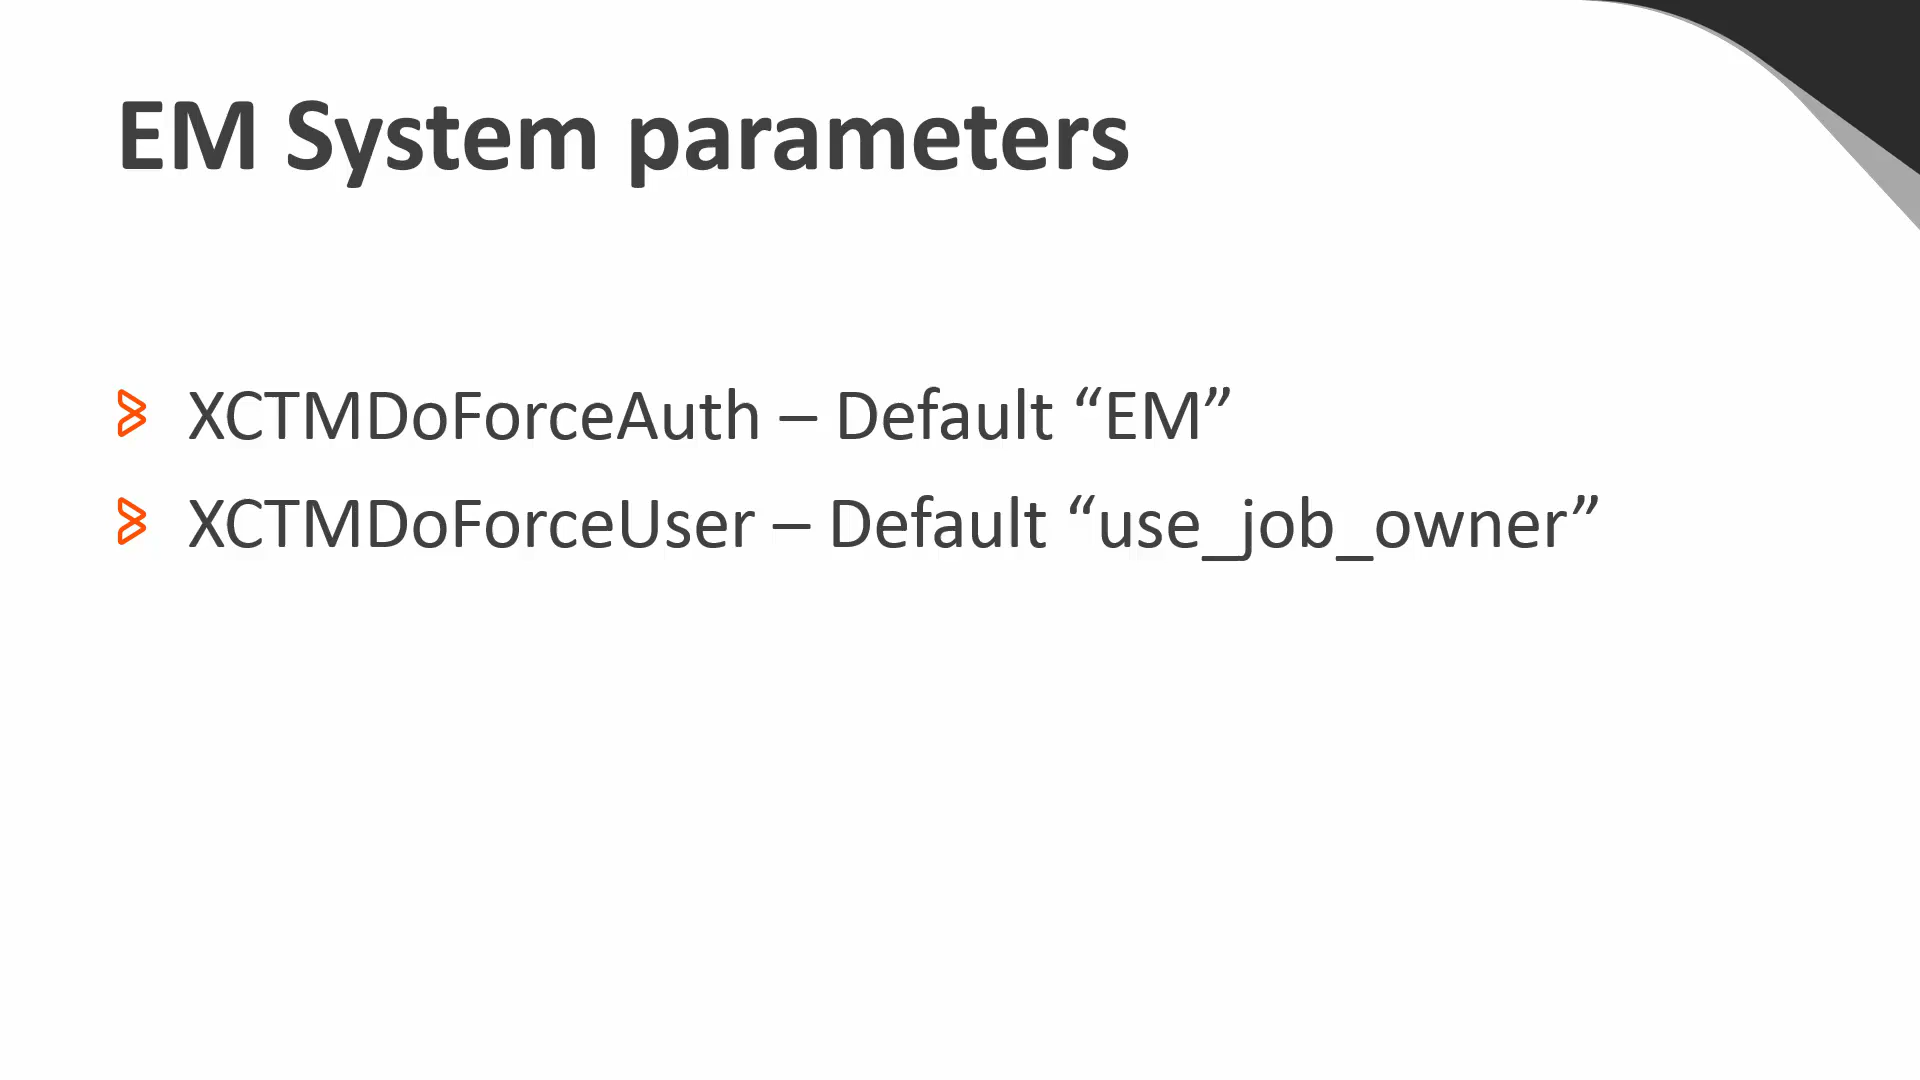 EM System parameters
XCTMDoForceAuth – Default “EM”
XCTMDoForceUser – Default “use_job_owner”